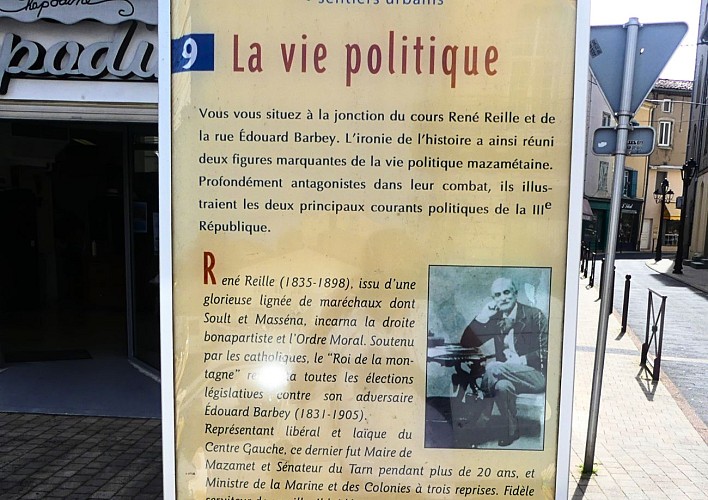 sentiers urbains
9 La vie politique
Vous vous situez à la jonction du cours René Reille et de
la rue Édouard Barbey. L'ironie de l'histoire a ainsi réuni
deux figures marquantes de la vie politique mazamétaine.
Profondément antagonistes dans leur combat, ils illus-
traient les deux principaux courants politiques de la IIIe
République.
René Reille (1835-1898), issu d'une
glorieuse lignée de maréchaux dont
Soult et Masséna, incarna la droite
bonapartiste et l'Ordre Moral. Soutenu
par les catholiques, le "Roi de la mon-
tagne" toutes les élections
législatives contre son adversaire
Édouard Barbey (1831-1905).
Représentant libéral et laïque du
Centre Gauche, ce dernier fut Maire de
Mazamet et Sénateur du Tarn pendant plus de 20 ans, et
Ministre de la Marine et des Colonies à trois reprises. Fidèle